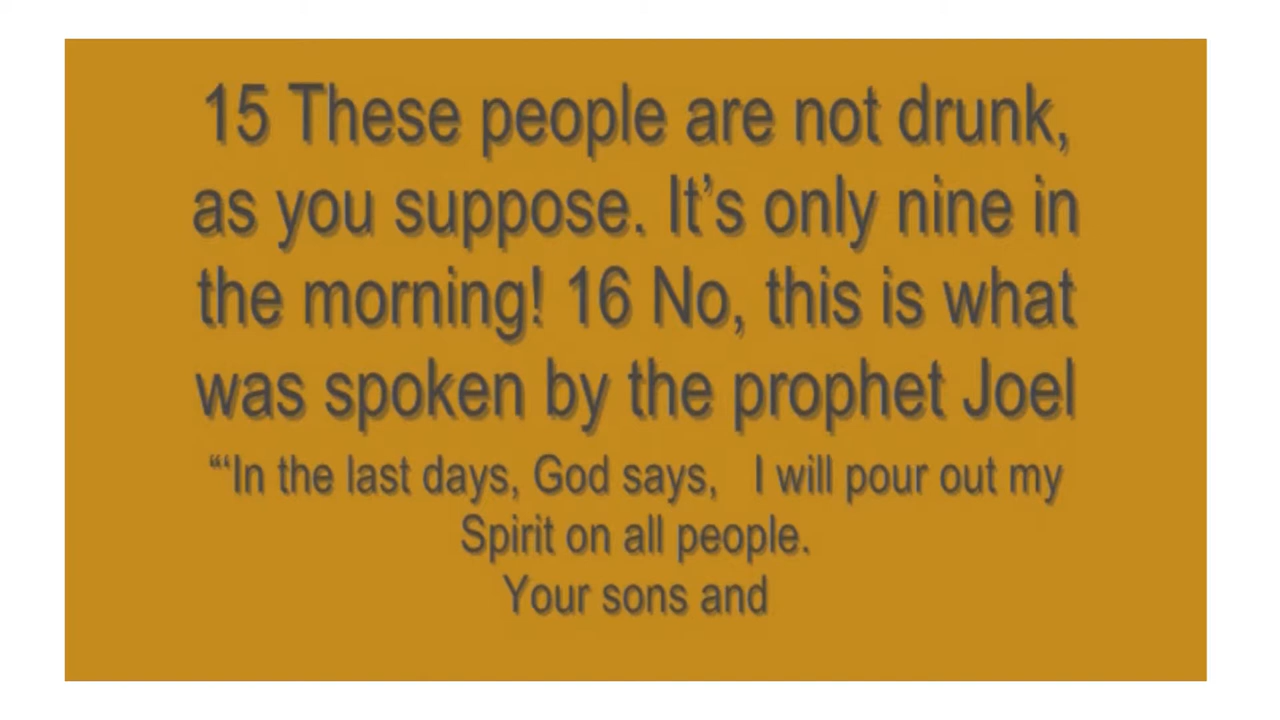 15 These people are not drunk,
as you suppose. It’s only nine in
the morning! 16 No, this is what
was spoken by the prophet Joel
“‘In the last days, God says,   I will pour out my
Spirit on all people.
Your sons and